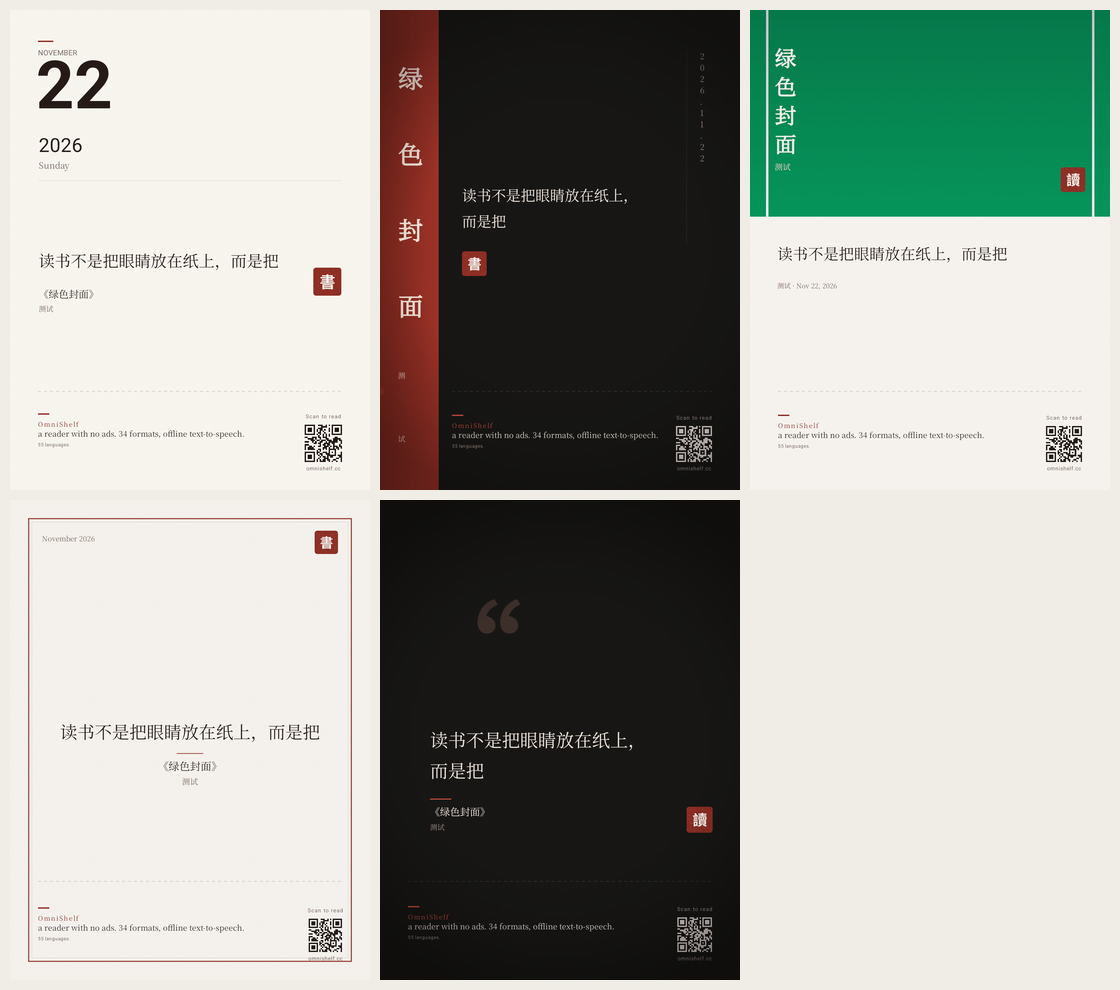 NOVEMBER
22
2026
Sunday
读书不是把眼睛放在纸上，而是把
書
《绿色封面》
测试
OmniShelf
a reader with no ads. 34 formats, offline text-to-speech.
55 languages
Scan to read
omnishelf.cc
绿色封面
测试
2026.11.22
读书不是把眼睛放在纸上，
而是把
書
OmniShelf
a reader with no ads. 34 formats, offline text-to-speech.
55 languages
Scan to read
omnishelf.cc
绿色封面
测试
讀
读书不是把眼睛放在纸上，而是把
测试 · Nov 22, 2026
OmniShelf
a reader with no ads. 34 formats, offline text-to-speech.
55 languages
Scan to read
omnishelf.cc
November 2026
書
读书不是把眼睛放在纸上，而是把
《绿色封面》
测试
OmniShelf
a reader with no ads. 34 formats, offline text-to-speech.
55 languages
Scan to read
omnishelf.cc
“
读书不是把眼睛放在纸上，
而是把
《绿色封面》
测试
讀
OmniShelf
a reader with no ads. 34 formats, offline text-to-speech.
55 languages
Scan to read
omnishelf.cc